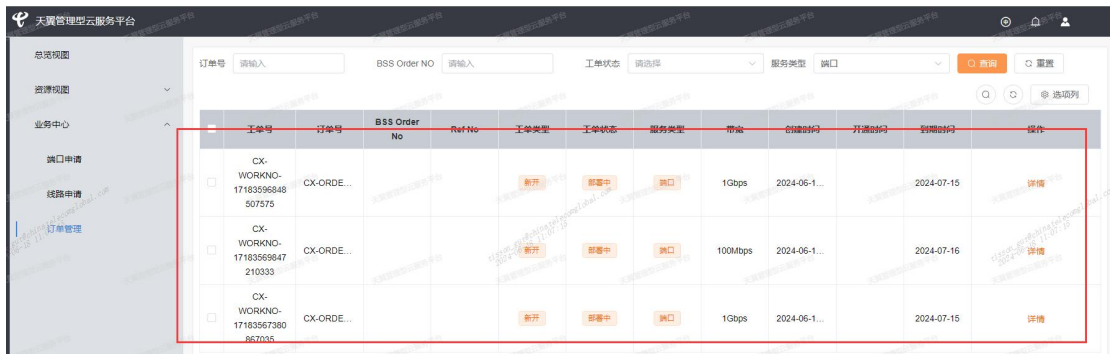 天翼管理型云服务平台
总览视图
资源视图
业务中心
端口申请
线路申请
订单管理
订单号 请输入 BSS Order NO 请输入 工单状态 请选择 服务类型 端口 查询 重置
选项列
工单号 订单号 BSS Order No Ref No 工单类型 工单状态 服务类型 带宽 创建时间 开通时间 到期时间 操作
CX-
WORKNO-
17183596848
507575
CX-ORDE... 新开 部署中 端口 1Gbps 2024-06-1... 2024-07-15 详情
CX-
WORKNO-
17183569847
210333
CX-ORDE... 新开 部署中 端口 100Mbps 2024-06-1... 2024-07-16 详情
CX-
WORKNO-
17183567380
867035
CX-ORDE... 新开 部署中 端口 1Gbps 2024-06-1... 2024-07-15 详情